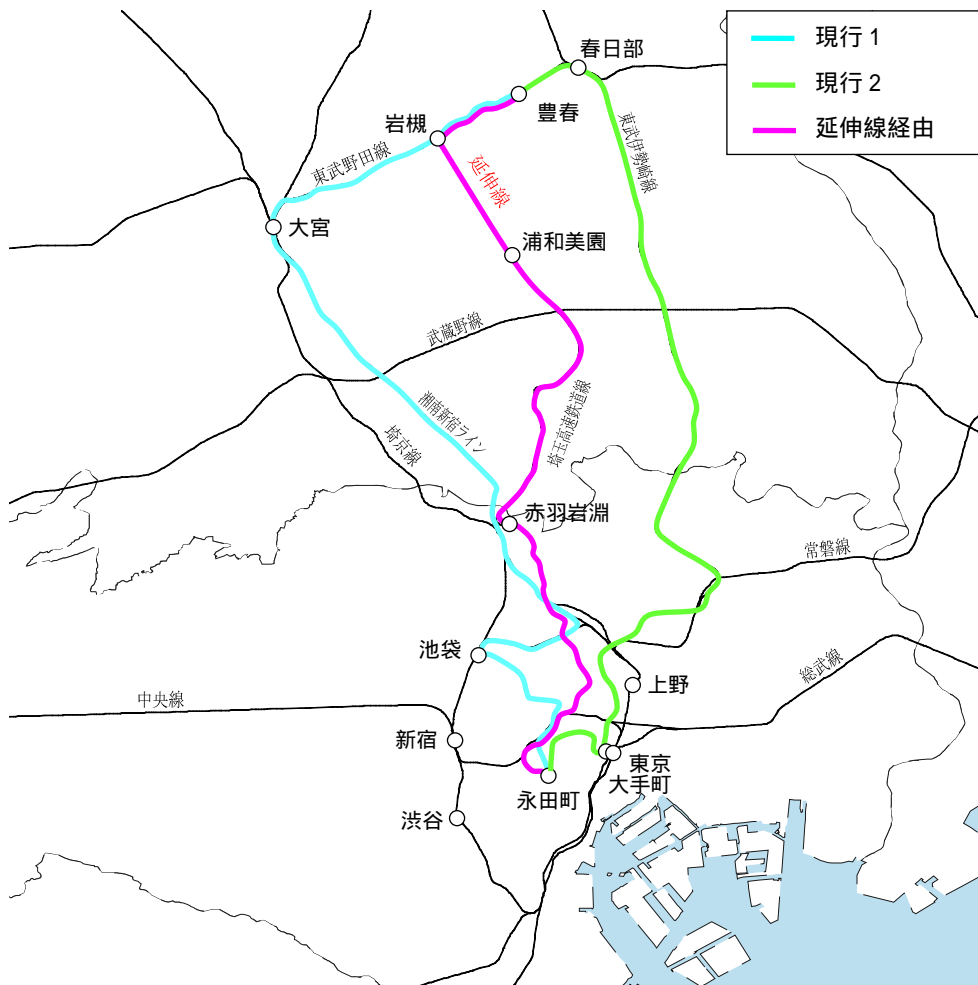 現行1
現行2
延伸線経由
春日部
豊春
岩槻
東武野田線
東武伊勢崎線
延伸線
大宮
浦和美園
武蔵野線
湘南新宿ライン
埼玉高速鉄道線
埼京線
赤羽岩淵
常磐線
池袋
上野
総武線
中央線
新宿
東京
大手町
永田町
渋谷